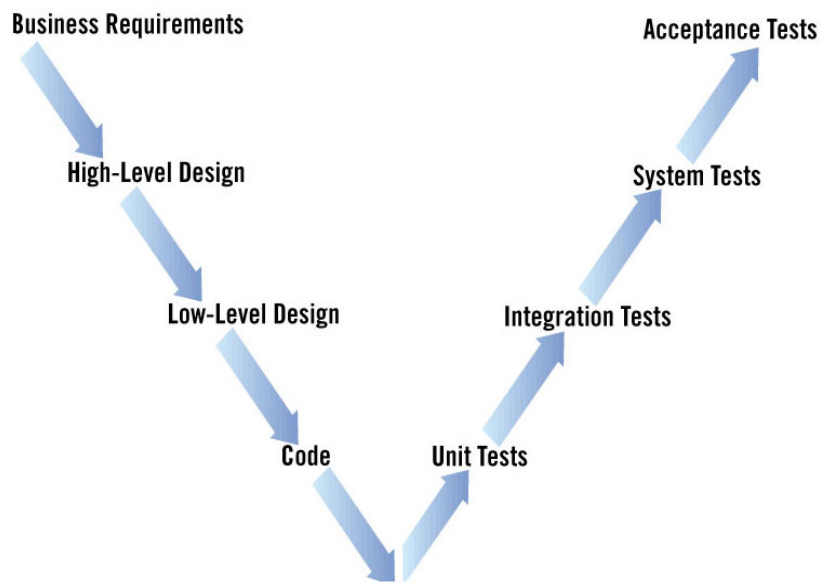 Business Requirements
Acceptance Tests
High-Level Design
System Tests
Low-Level Design
Integration Tests
Code
Unit Tests